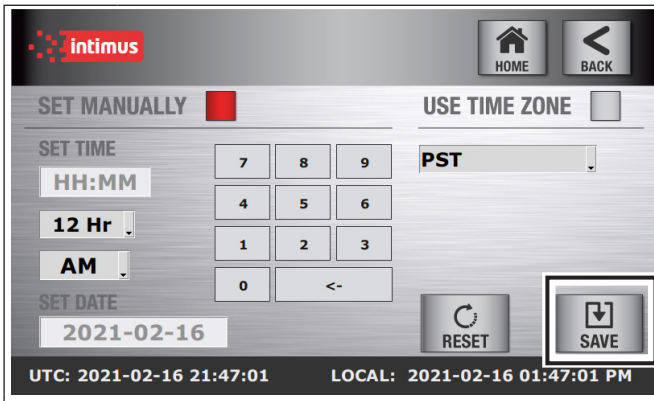 intimus
HOME
BACK
SET MANUALLY
USE TIME ZONE
SET TIME
HH:MM
12 Hr
AM
SET DATE
2021-02-16
7 8 9
4 5 6
1 2 3
0 <-
PST
RESET
SAVE
UTC: 2021-02-16 21:47:01
LOCAL: 2021-02-16 01:47:01 PM